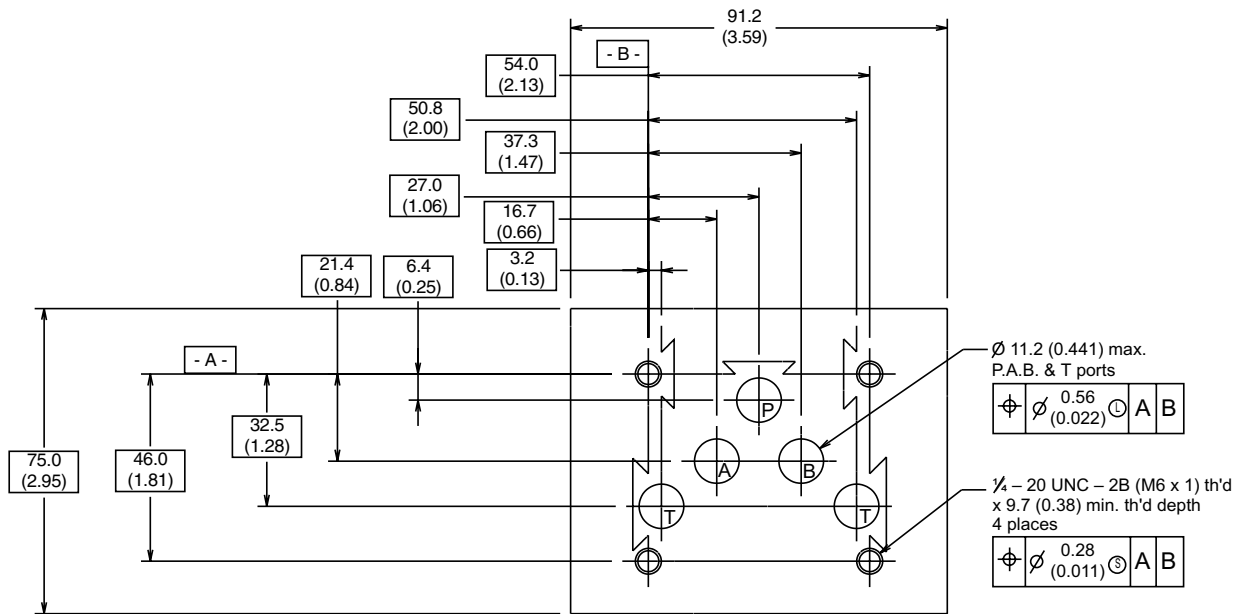 91.2
(3.59)
- B -
54.0
(2.13)
50.8
(2.00)
37.3
(1.47)
27.0
(1.06)
16.7
(0.66)
3.2
(0.13)
21.4
(0.84)
6.4
(0.25)
- A -
32.5
(1.28)
46.0
(1.81)
75.0
(2.95)
P
A
B
T
T
Ø 11.2 (0.441) max.
P.A.B. & T ports
⌖ Ø 0.56 (0.022) Ⓛ A B
¼ – 20 UNC – 2B (M6 x 1) th'd
x 9.7 (0.38) min. th'd depth
4 places
⌖ Ø 0.28 (0.011) Ⓢ A B